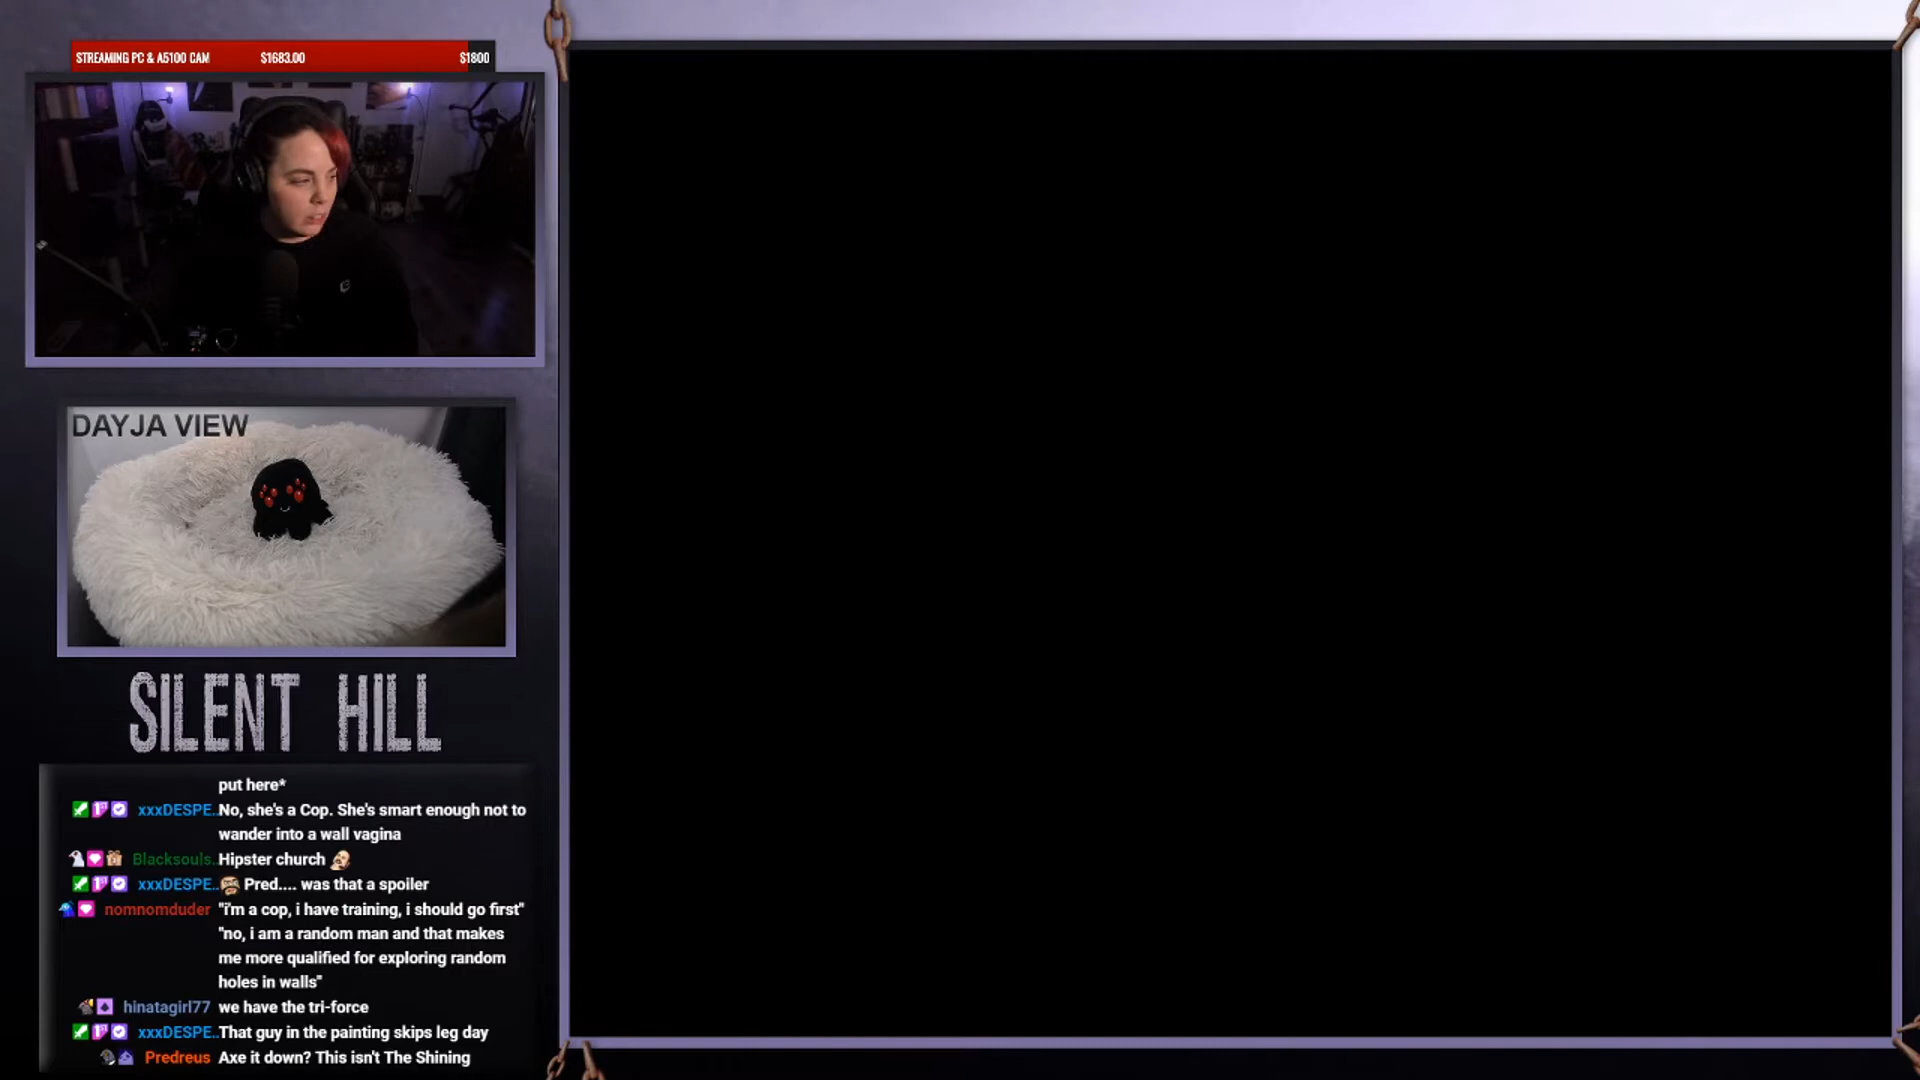 STREAMING PC & A5100 CAM $1683.00 $1800
DAYJA VIEW
SILENT HILL
put here*
xxxDESPE.. No, she's a Cop. She's smart enough not to
wander into a wall vagina
Blacksouls.. Hipster church
xxxDESPE.. Pred.... was that a spoiler
nomnomduder "i'm a cop, i have training, i should go first"
"no, i am a random man and that makes
me more qualified for exploring random
holes in walls"
hinatagirl77 we have the tri-force
xxxDESPE.. That guy in the painting skips leg day
Predreus Axe it down? This isn't The Shining